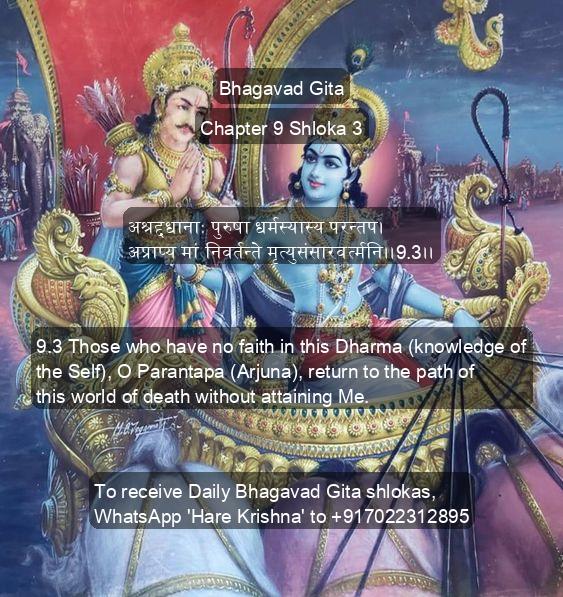 Bhagavad Gita
Chapter 9 Shloka 3
अश्रद्दधानाः पुरुषा धर्मस्यास्य परन्तप।
अप्राप्य मां निवर्तन्ते मृत्युसंसारवर्त्मनि।।9.3।।
9.3 Those who have no faith in this Dharma (knowledge of
the Self), O Parantapa (Arjuna), return to the path of
this world of death without attaining Me.
To receive Daily Bhagavad Gita shlokas,
WhatsApp 'Hare Krishna' to +917022312895